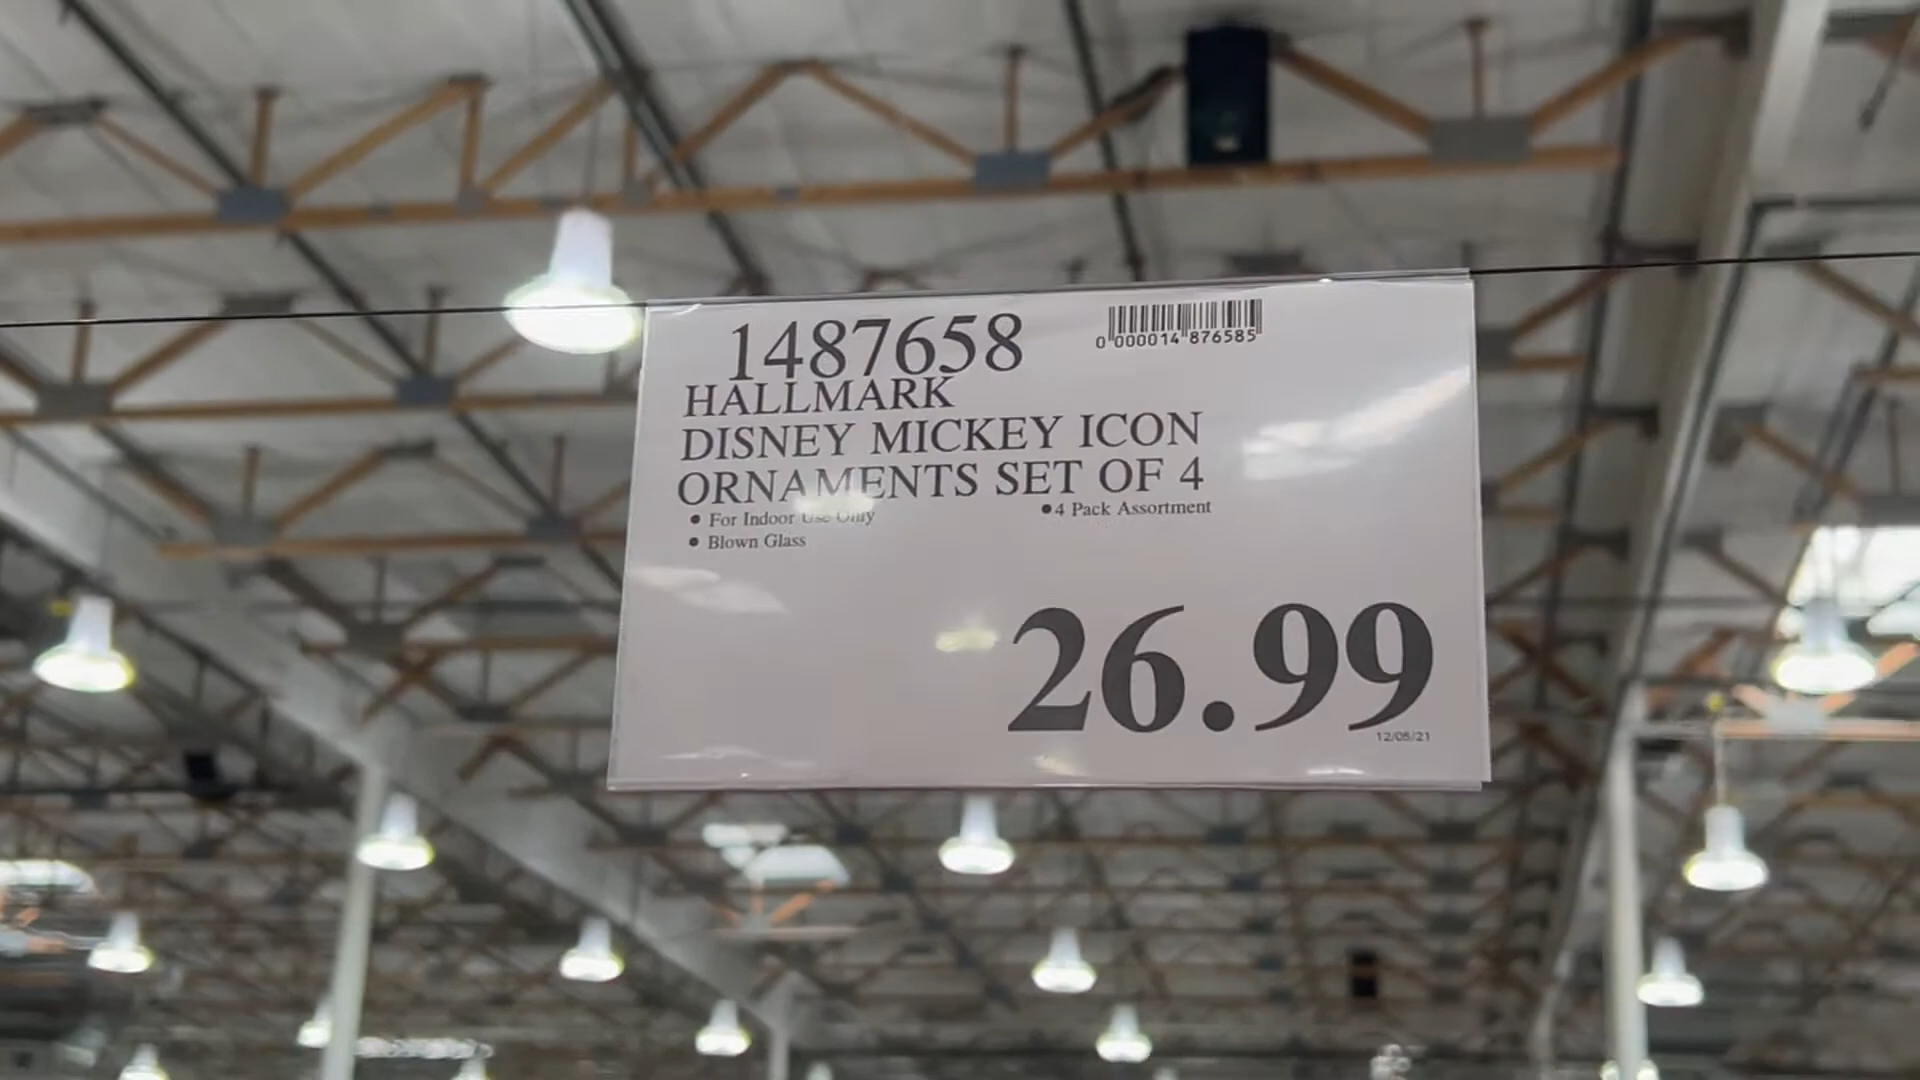 1487658
0 000014 876585
HALLMARK
DISNEY MICKEY ICON
ORNAMENTS SET OF 4
• For Indoor Use Only
• 4 Pack Assortment
• Blown Glass
26.99
12/05/21